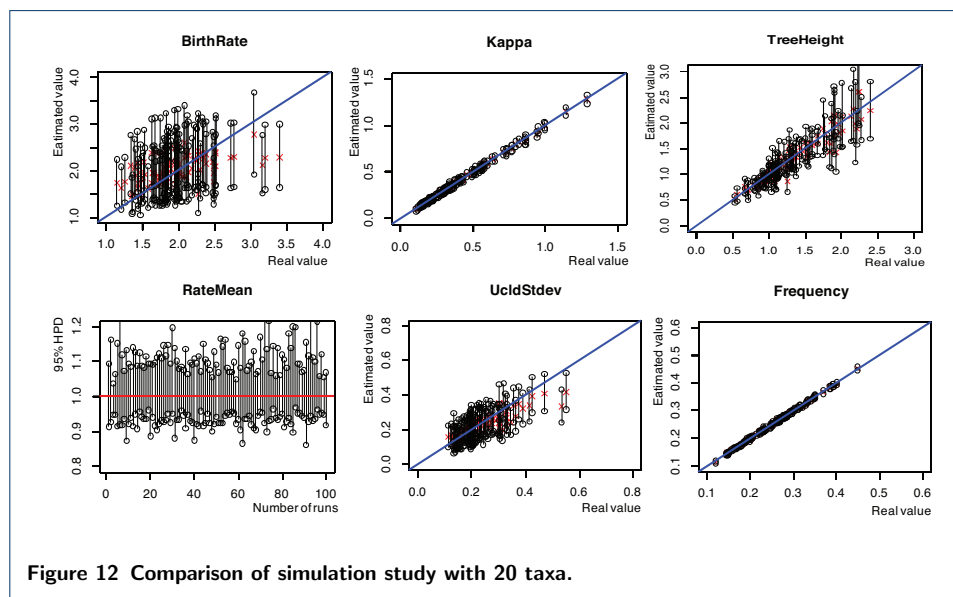 BirthRate
Eatimated value
1.0 2.0 3.0 4.0
1.0 1.5 2.0 2.5 3.0 3.5 4.0
Real value
Kappa
Eatimated value
0.0 0.5 1.0 1.5
0.0 0.5 1.0 1.5
Real value
TreeHeight
Eatimated value
0.0 0.5 1.0 1.5 2.0 2.5 3.0
0.0 0.5 1.0 1.5 2.0 2.5 3.0
Real value
RateMean
95% HPD
0.8 0.9 1.0 1.1 1.2
0 20 40 60 80 100
Number of runs
UcldStdev
Eatimated value
0.0 0.2 0.4 0.6 0.8
0.0 0.2 0.4 0.6 0.8
Real value
Frequency
Eatimated value
0.1 0.2 0.3 0.4 0.5 0.6
0.1 0.2 0.3 0.4 0.5 0.6
Real value
Figure 12 Comparison of simulation study with 20 taxa.